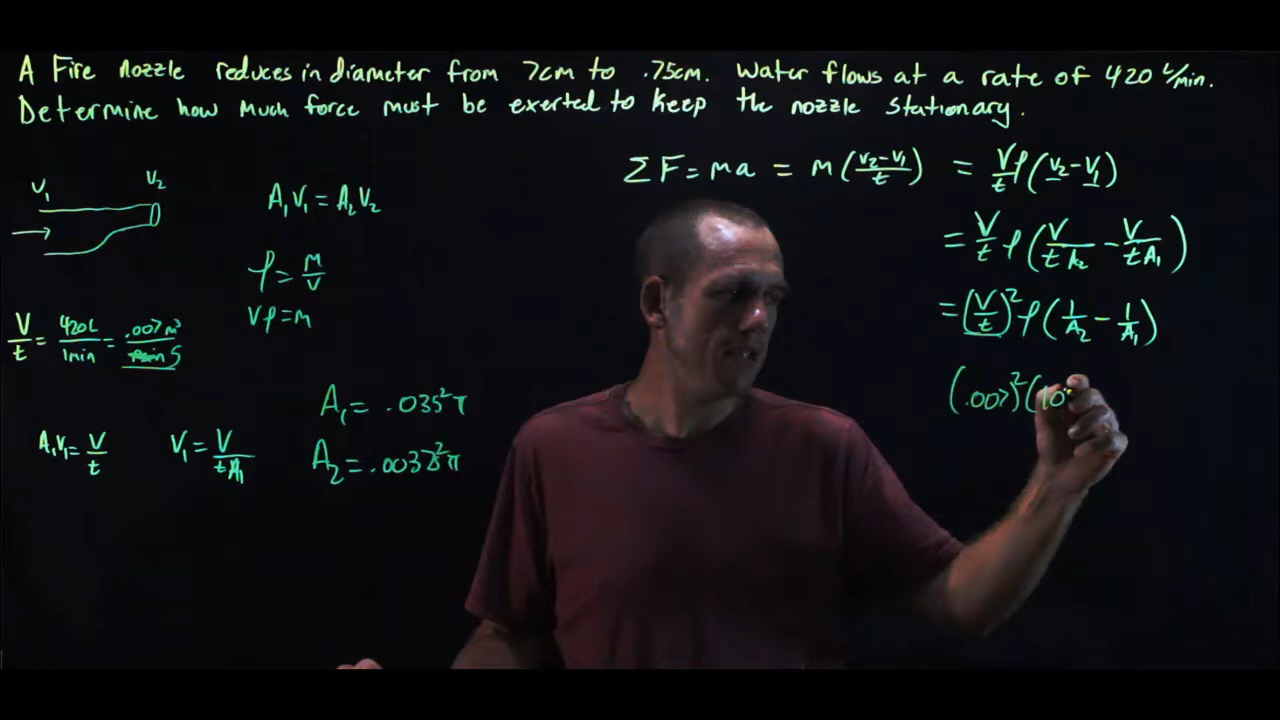 A Fire nozzle reduces in diameter from 7cm to .75cm. Water flows at a rate of 420 L/min.
Determine how much force must be exerted to keep the nozzle stationary.
ΣF = ma = m((v₂-v₁)/t) = V/t ρ(v₂-v₁)
v₁ v₂
A₁V₁ = A₂V₂
= V/t ρ(V/(tA₂) - V/(tA₁))
ρ = m/v
Vρ = m
= (V/t)² ρ(1/A₂ - 1/A₁)
V/t = 420L/1min = .007m³/s
(.007)²(10
A₁ = .035²π
A₁V₁ = V/t V₁ = V/(tA₁)
A₂ = .00375²π